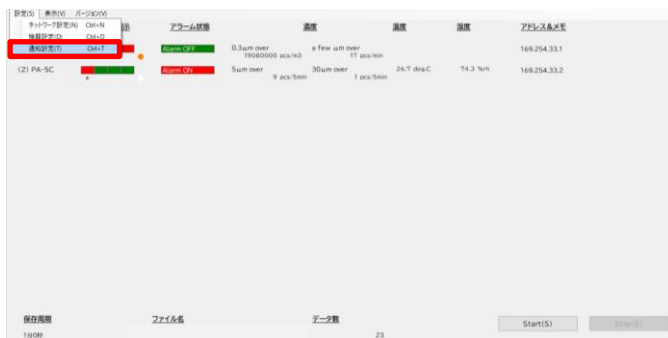 設定(S) 表示(V) バージョン(V)
ネットワーク設定(N) Ctrl+N
機器設定(D) Ctrl+D
通知設定(T) Ctrl+T
アラーム状態 濃度 温度 湿度 アドレス&メモ
Alarm OFF 0.3um over a few um over 169.254.33.1
19080000 pcs/m3 17 pcs/min
(2) PA-SC Alarm ON 5um over 30um over 26.7 deg.C 74.3 %rh 169.254.33.2
9 pcs/5min 1 pcs/5min
保存周期 ファイル名 データ数
1分0秒 23
Start(S)